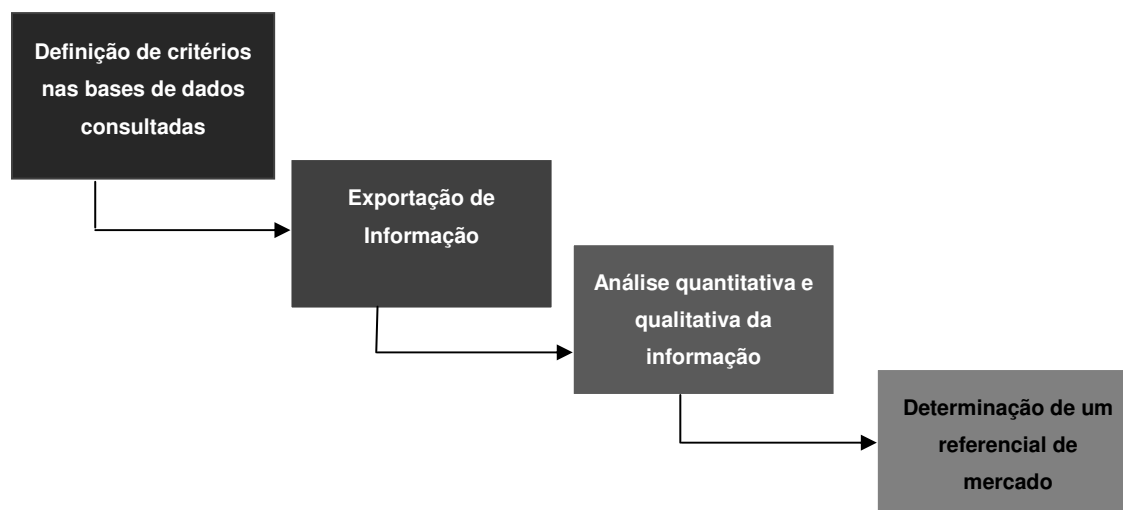 Definição de critérios
nas bases de dados
consultadas
Exportação de
Informação
Análise quantitativa e
qualitativa da
informação
Determinação de um
referencial de
mercado